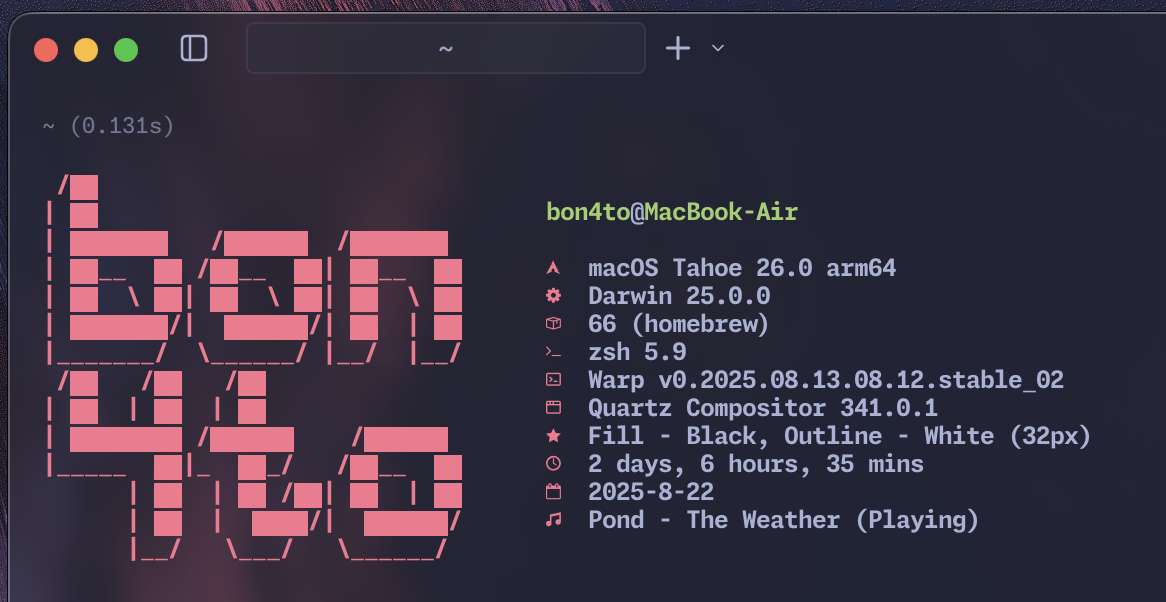 ~
~ (0.131s)
bon
4to
bon4to@MacBook-Air
macOS Tahoe 26.0 arm64
Darwin 25.0.0
66 (homebrew)
zsh 5.9
Warp v0.2025.08.13.08.12.stable_02
Quartz Compositor 341.0.1
Fill - Black, Outline - White (32px)
2 days, 6 hours, 35 mins
2025-8-22
Pond - The Weather (Playing)